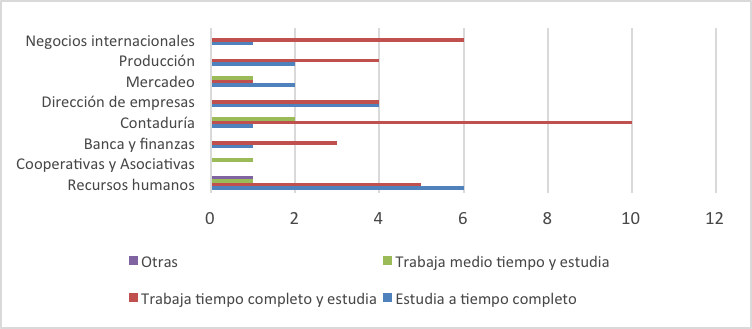 Negocios internacionales
Producción
Mercadeo
Dirección de empresas
Contaduría
Banca y finanzas
Cooperativas y Asociativas
Recursos humanos
0 2 4 6 8 10 12
Otras Trabaja medio tiempo y estudia
Trabaja tiempo completo y estudia Estudia a tiempo completo